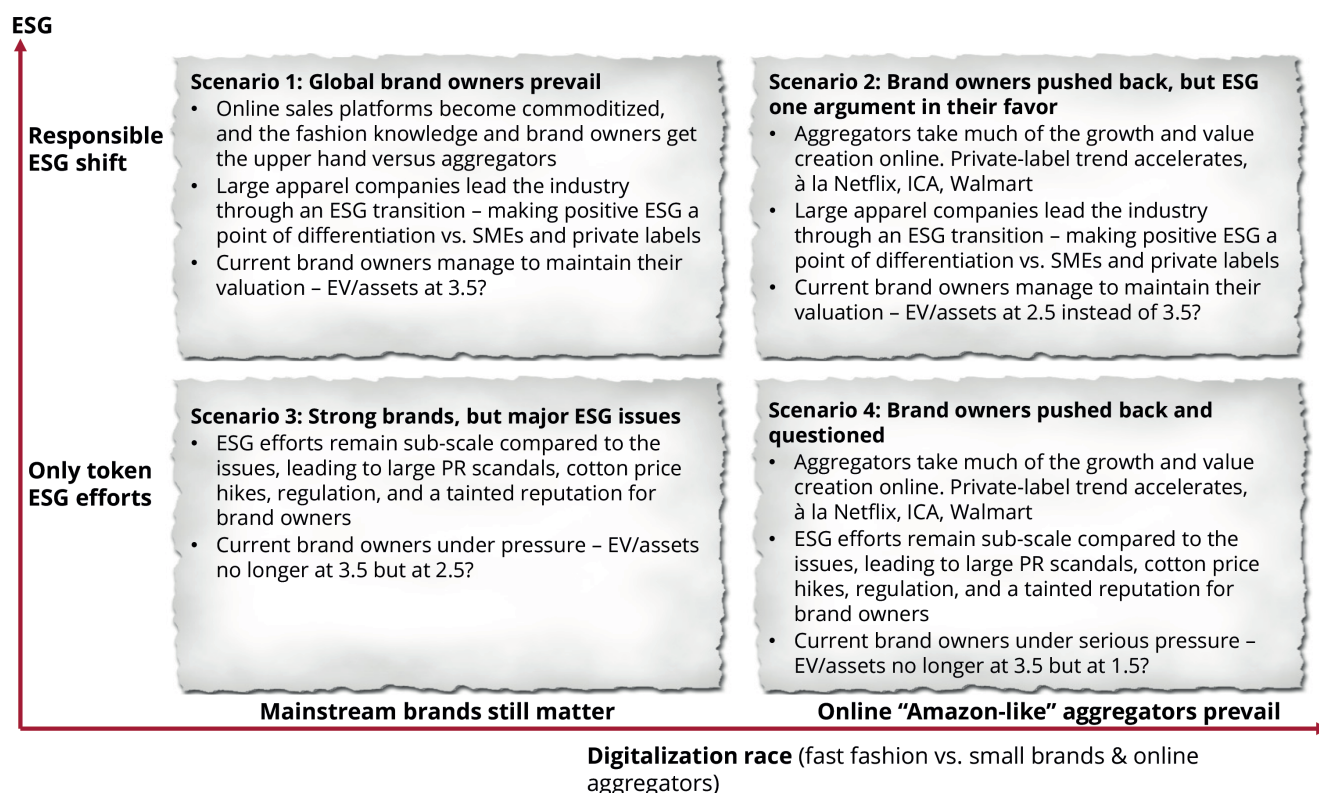 ESG
Responsible
ESG shift
Scenario 1: Global brand owners prevail
• Online sales platforms become commoditized,
and the fashion knowledge and brand owners get
the upper hand versus aggregators
• Large apparel companies lead the industry
through an ESG transition – making positive ESG a
point of differentiation vs. SMEs and private labels
• Current brand owners manage to maintain their
valuation – EV/assets at 3.5?
Scenario 2: Brand owners pushed back, but ESG
one argument in their favor
• Aggregators take much of the growth and value
creation online. Private-label trend accelerates,
à la Netflix, ICA, Walmart
• Large apparel companies lead the industry
through an ESG transition – making positive ESG a
point of differentiation vs. SMEs and private labels
• Current brand owners manage to maintain their
valuation – EV/assets at 2.5 instead of 3.5?
Only token
ESG efforts
Scenario 3: Strong brands, but major ESG issues
• ESG efforts remain sub-scale compared to the
issues, leading to large PR scandals, cotton price
hikes, regulation, and a tainted reputation for
brand owners
• Current brand owners under pressure – EV/assets
no longer at 3.5 but at 2.5?
Scenario 4: Brand owners pushed back and
questioned
• Aggregators take much of the growth and value
creation online. Private-label trend accelerates,
à la Netflix, ICA, Walmart
• ESG efforts remain sub-scale compared to the
issues, leading to large PR scandals, cotton price
hikes, regulation, and a tainted reputation for
brand owners
• Current brand owners under serious pressure –
EV/assets no longer at 3.5 but at 1.5?
Mainstream brands still matter
Online “Amazon-like” aggregators prevail
Digitalization race (fast fashion vs. small brands & online
aggregators)